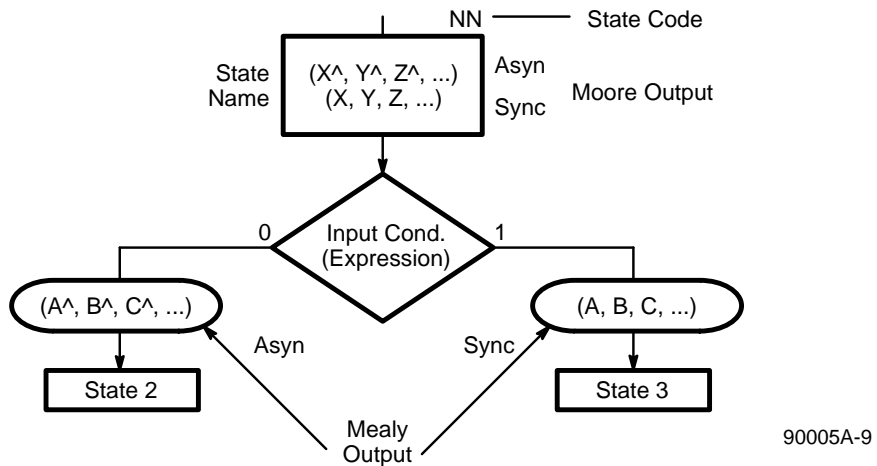 NN State Code
State Name
(X^, Y^, Z^, ...)
(X, Y, Z, ...)
Asyn
Sync
Moore Output
0
Input Cond.
(Expression)
1
(A^, B^, C^, ...)
(A, B, C, ...)
Asyn
Sync
State 2
State 3
Mealy
Output
90005A-9